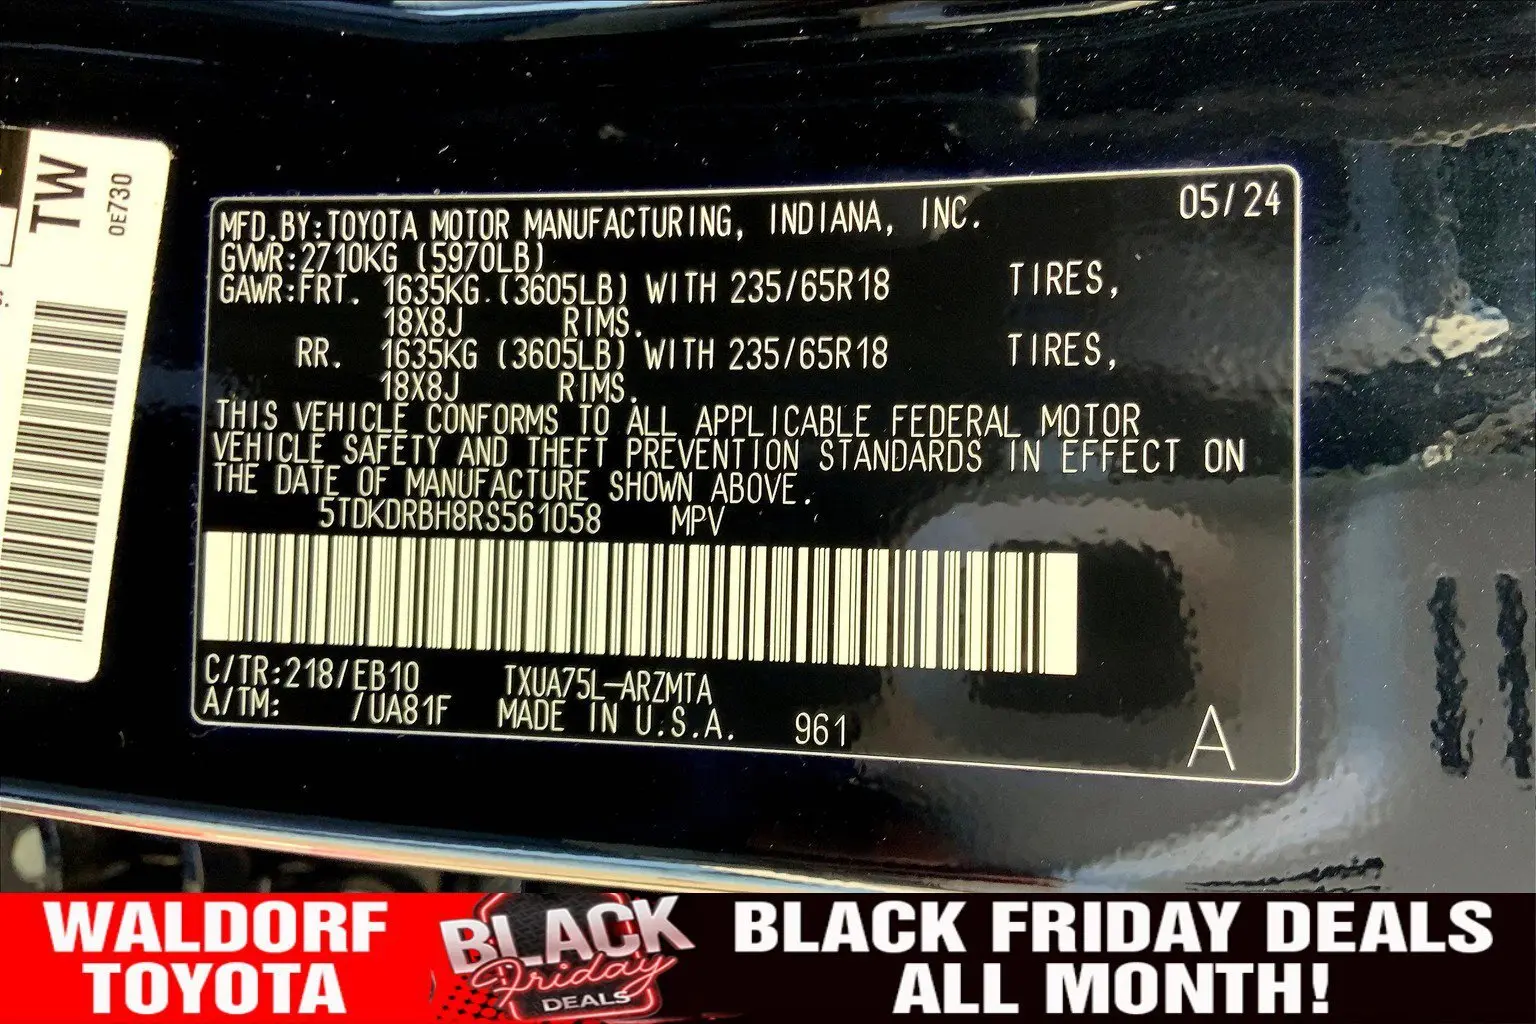 TW
0E730
S.
MFD.BY:TOYOTA MOTOR MANUFACTURING, INDIANA, INC. 05/24
GVWR:2710KG (5970LB)
GAWR:FRT. 1635KG (3605LB) WITH 235/65R18 TIRES,
18X8J RIMS.
RR. 1635KG (3605LB) WITH 235/65R18 TIRES,
18X8J RIMS.
THIS VEHICLE CONFORMS TO ALL APPLICABLE FEDERAL MOTOR
VEHICLE SAFETY AND THEFT PREVENTION STANDARDS IN EFFECT ON
THE DATE OF MANUFACTURE SHOWN ABOVE.
5TDKDRBH8RS561058 MPV
C/TR:218/EB10 TXUA75L-ARZMTA
A/TM: /UA81F MADE IN U.S.A. 961 A
WALDORF
TOYOTA
BLACK
Friday
DEALS
BLACK FRIDAY DEALS
ALL MONTH!